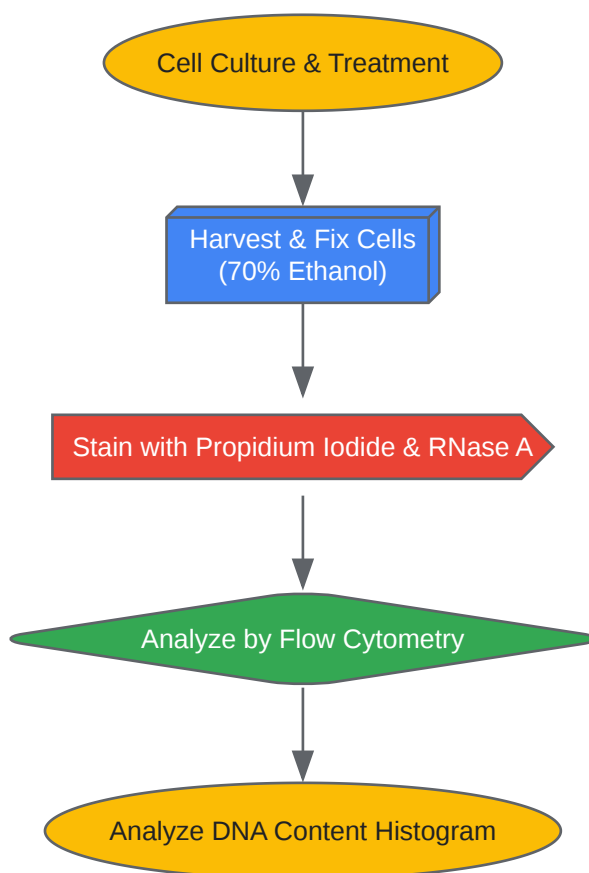 Cell Culture & Treatment
Harvest & Fix Cells
(70% Ethanol)
Stain with Propidium Iodide & RNase A
Analyze by Flow Cytometry
Analyze DNA Content Histogram